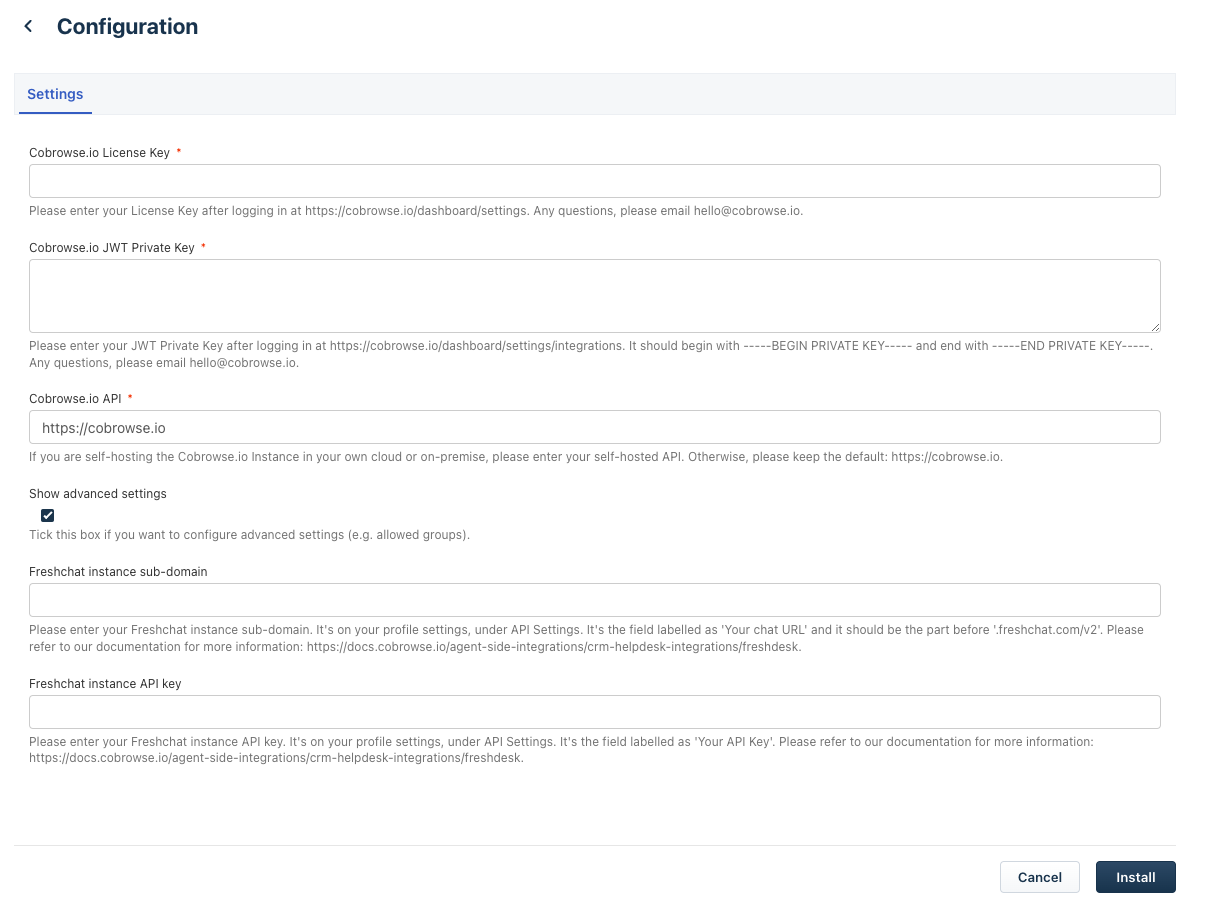 Configuration
Settings
Cobrowse.io License Key *
Please enter your License Key after logging in at https://cobrowse.io/dashboard/settings. Any questions, please email hello@cobrowse.io.
Cobrowse.io JWT Private Key *
Please enter your JWT Private Key after logging in at https://cobrowse.io/dashboard/settings/integrations. It should begin with -----BEGIN PRIVATE KEY----- and end with -----END PRIVATE KEY-----.
Any questions, please email hello@cobrowse.io.
Cobrowse.io API *
https://cobrowse.io
If you are self-hosting the Cobrowse.io Instance in your own cloud or on-premise, please enter your self-hosted API. Otherwise, please keep the default: https://cobrowse.io.
Show advanced settings
Tick this box if you want to configure advanced settings (e.g. allowed groups).
Freshchat instance sub-domain
Please enter your Freshchat instance sub-domain. It's on your profile settings, under API Settings. It's the field labelled as 'Your chat URL' and it should be the part before '.freshchat.com/v2'. Please
refer to our documentation for more information: https://docs.cobrowse.io/agent-side-integrations/crm-helpdesk-integrations/freshdesk.
Freshchat instance API key
Please enter your Freshchat instance API key. It's on your profile settings, under API Settings. It's the field labelled as 'Your API Key'. Please refer to our documentation for more information:
https://docs.cobrowse.io/agent-side-integrations/crm-helpdesk-integrations/freshdesk.
Cancel Install